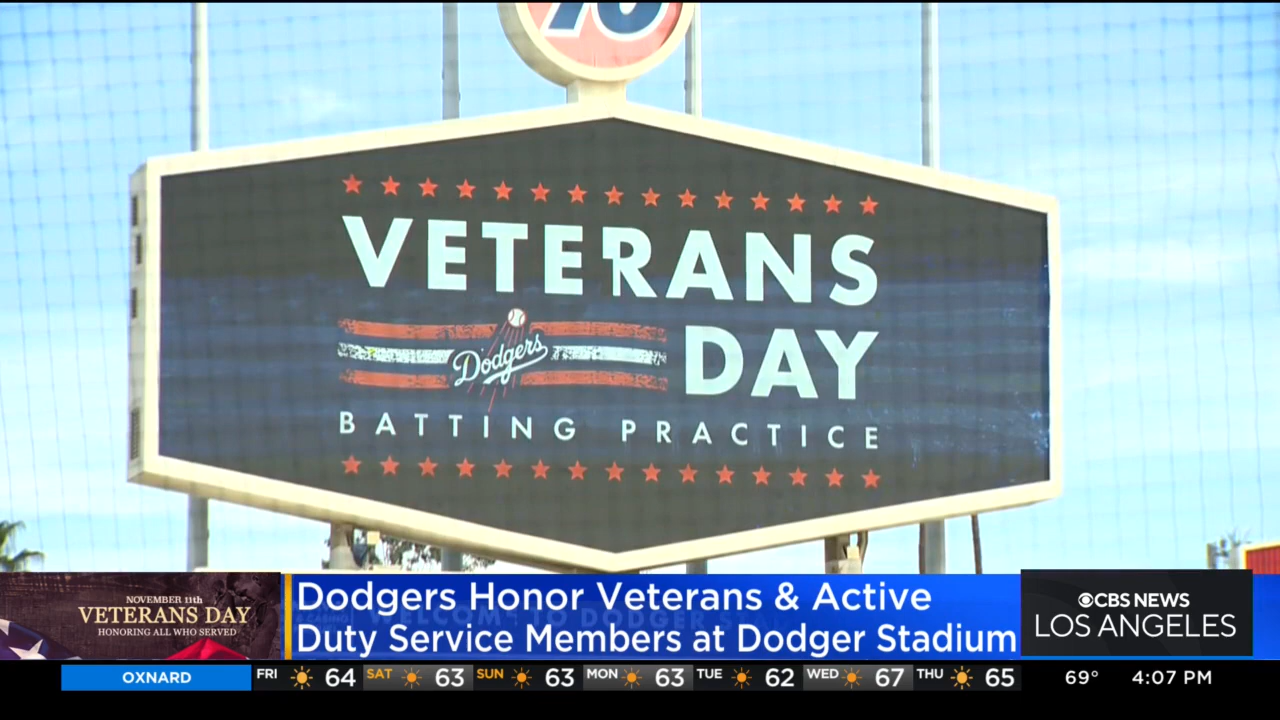 76
VETERANS
Dodgers
DAY
BATTING PRACTICE
NOVEMBER 11th
VETERANS DAY
HONORING ALL WHO SERVED
Dodgers Honor Veterans & Active
Duty Service Members at Dodger Stadium
CBS NEWS
LOS ANGELES
OXNARD
FRI 64 SAT 63 SUN 63 MON 63 TUE 62 WED 67 THU 65
69° 4:07 PM